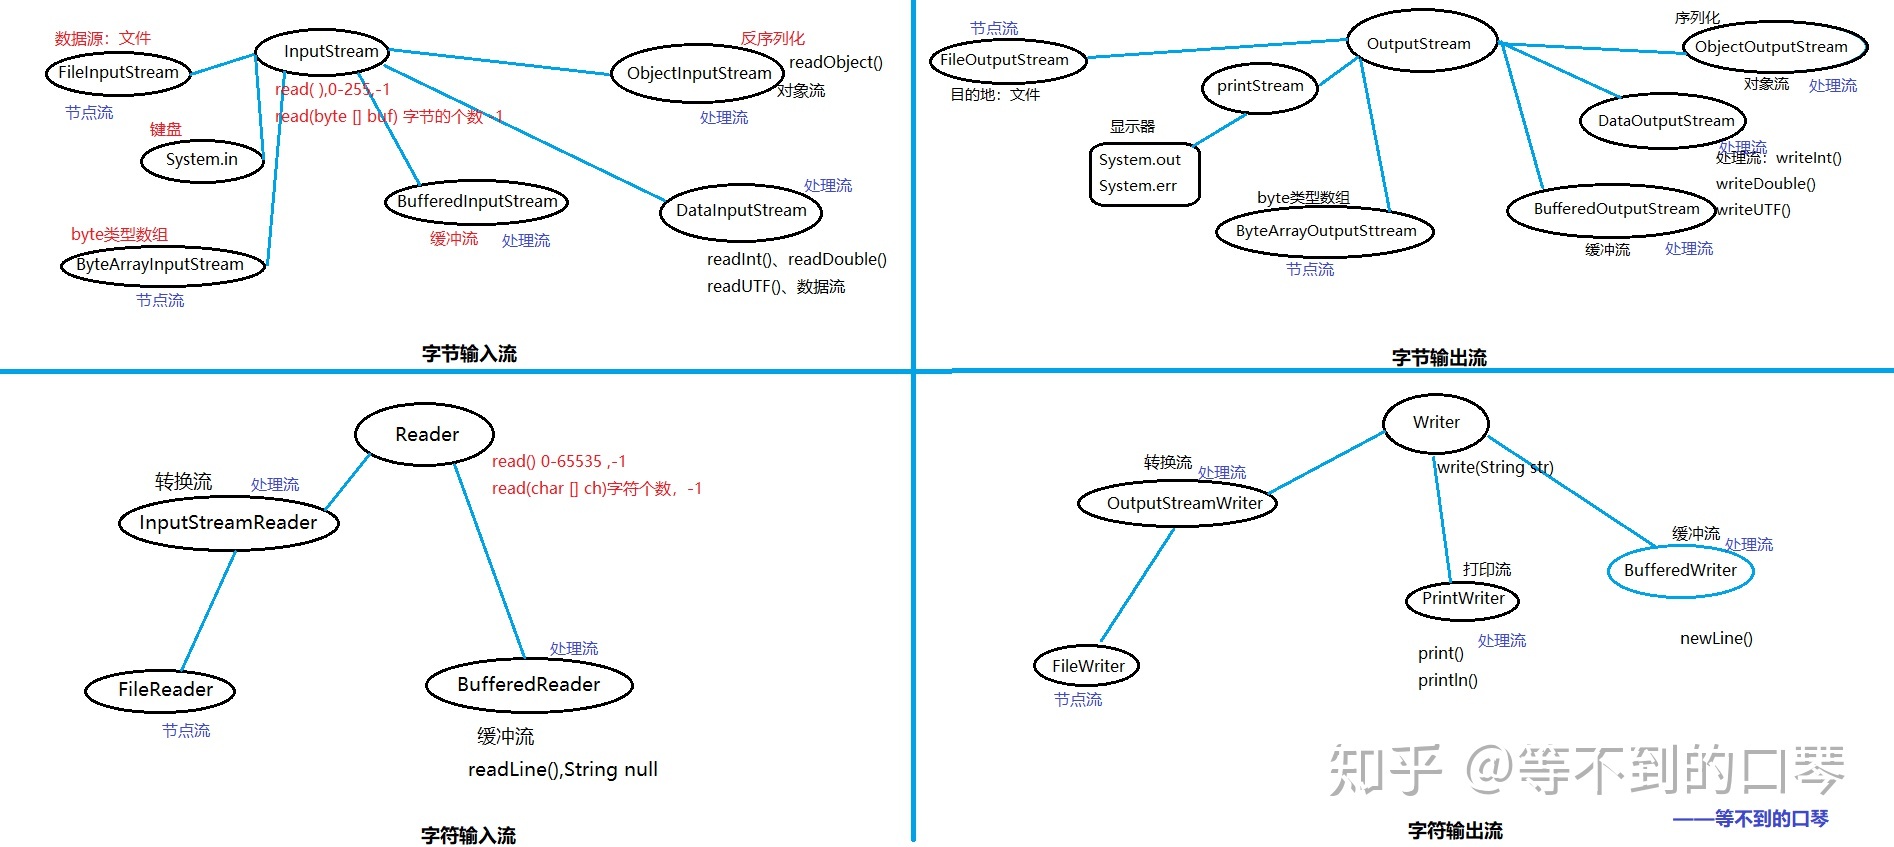 数据源：文件
FileInputStream
节点流
InputStream
read( ),0-255,-1
read(byte [] buf) 字节的个数 -1
反序列化
ObjectInputStream
readObject()
对象流
处理流
键盘
System.in
byte类型数组
ByteArrayInputStream
节点流
BufferedInputStream
缓冲流
处理流
处理流
DataInputStream
readInt()、readDouble()
readUTF()、数据流
字节输入流
节点流
FileOutputStream
目的地：文件
OutputStream
序列化
ObjectOutputStream
对象流
处理流
printStream
显示器
System.out
System.err
DataOutputStream
处理流
处理流：writeInt()
writeDouble()
writeUTF()
byte类型数组
ByteArrayOutputSttream
节点流
BufferedOutputStream
缓冲流
处理流
字节输出流
Reader
read() 0-65535 ,-1
read(char [] ch)字符个数，-1
转换流
处理流
InputStreamReader
FileReader
节点流
处理流
BufferedReader
缓冲流
readLine(),String null
字符输入流
Writer
write(String str)
转换流
处理流
OutputStreamWriter
FileWriter
节点流
打印流
PrintWriter
处理流
print()
println()
缓冲流
处理流
BufferedWriter
newLine()
知乎 @等不到的口琴
——等不到的口琴
字符输出流